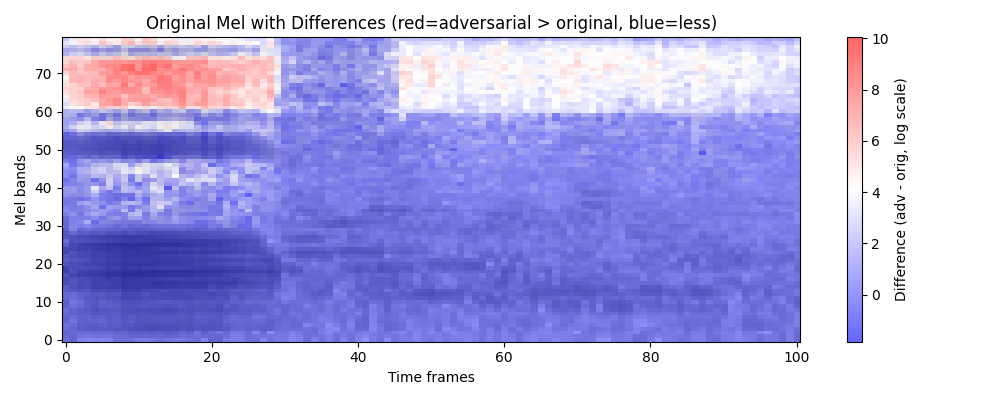 Original Mel with Differences (red=adversarial > original, blue=less)
70
60
50
40
30
20
10
0
Mel bands
0 20 40 60 80 100
Time frames
10
8
6
4
2
0
Difference (adv - orig, log scale)